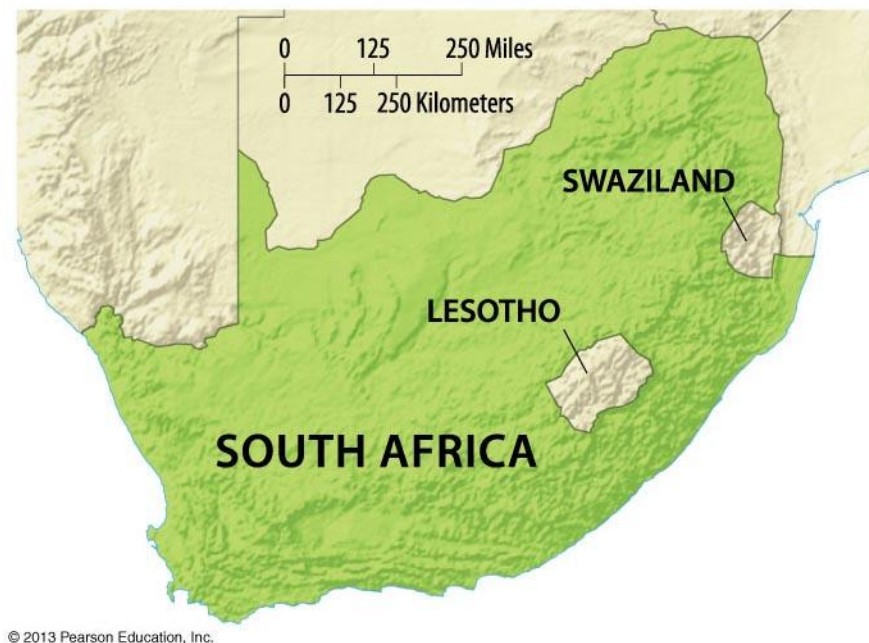 0 125 250 Miles
0 125 250 Kilometers
SWAZILAND
LESOTHO
SOUTH AFRICA
© 2013 Pearson Education, Inc.